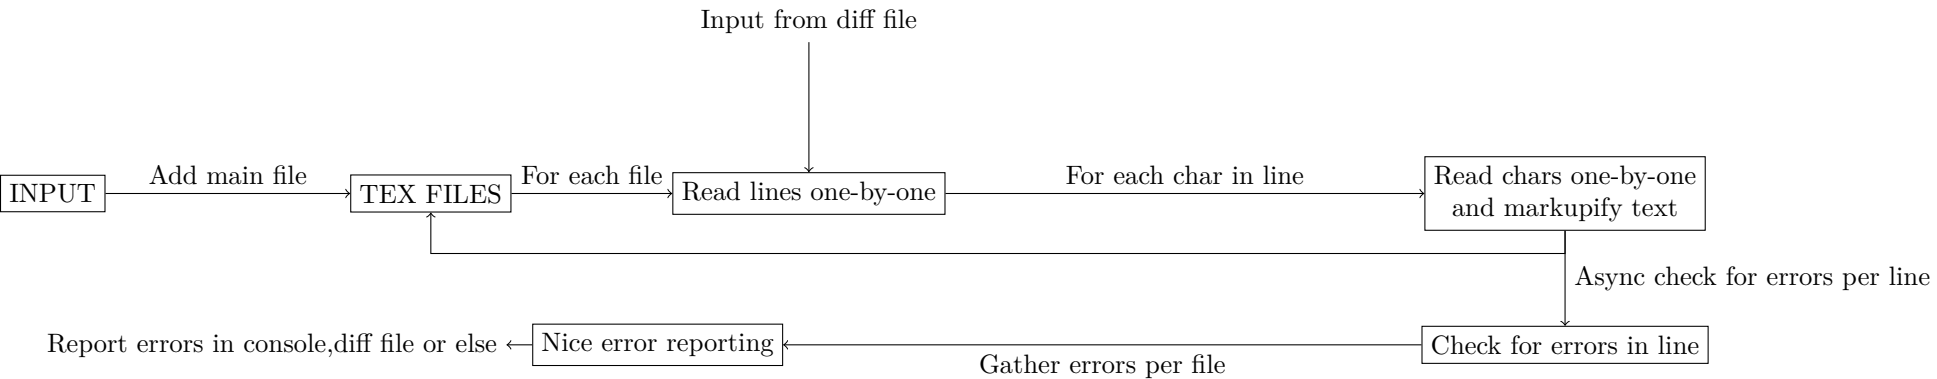 Input from diff file
INPUT
Add main file
TEX FILES
For each file
Read lines one-by-one
For each char in line
Read chars one-by-one
and markupify text
Async check for errors per line
Report errors in console,diff file or else
Nice error reporting
Gather errors per file
Check for errors in line